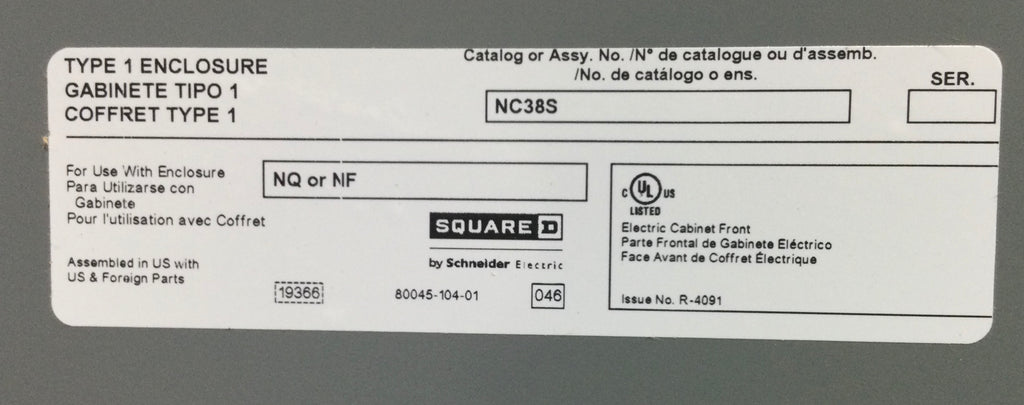 TYPE 1 ENCLOSURE
GABINETE TIPO 1
COFFRET TYPE 1
Catalog or Assy. No. /N° de catalogue ou d'assemb.
/No. de catálogo o ens.
NC38S
SER.
For Use With Enclosure
Para Utilizarse con
Gabinete
Pour l'utilisation avec Coffret
NQ or NF
SQUARE D
by Schneider Electric
Assembled in US with
US & Foreign Parts
19366
80045-104-01
046
C UL US
LISTED
Electric Cabinet Front
Parte Frontal de Gabinete Eléctrico
Face Avant de Coffret Électrique
Issue No. R-4091